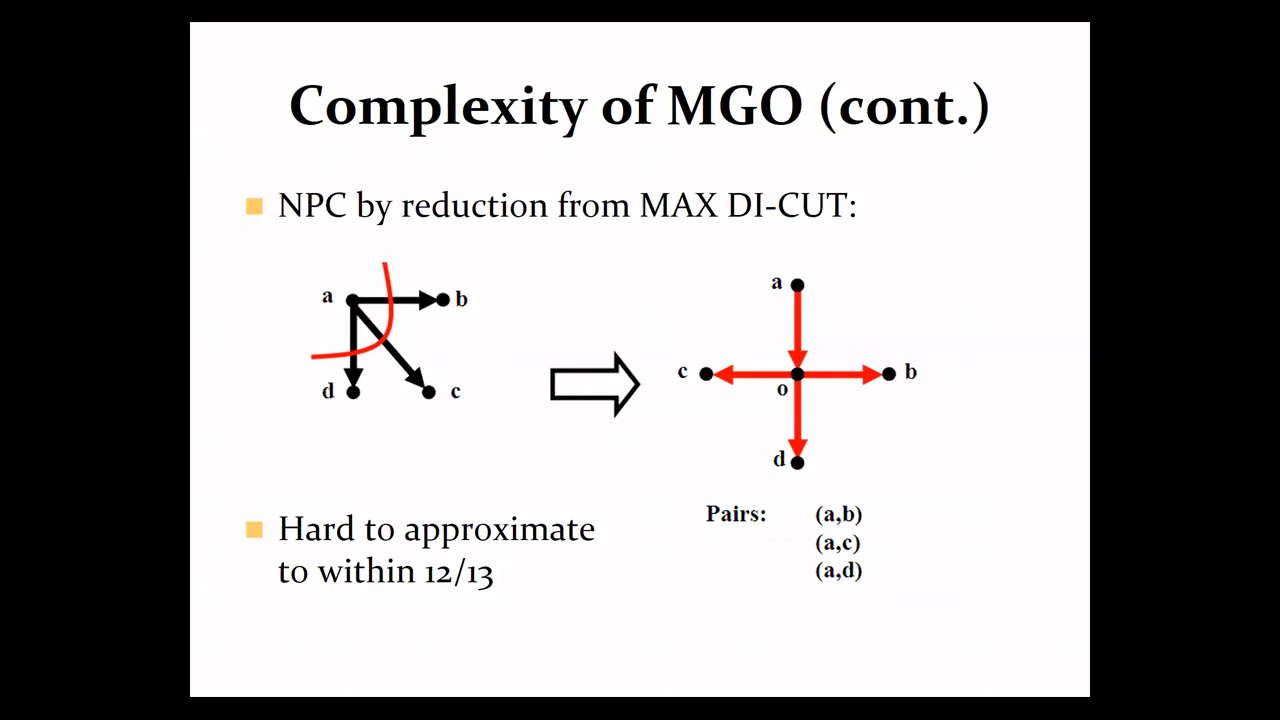 Complexity of MGO (cont.)
NPC by reduction from MAX DI-CUT:
a
b
d
c
a
c
b
o
d
Pairs: (a,b)
(a,c)
(a,d)
Hard to approximate
to within 12/13